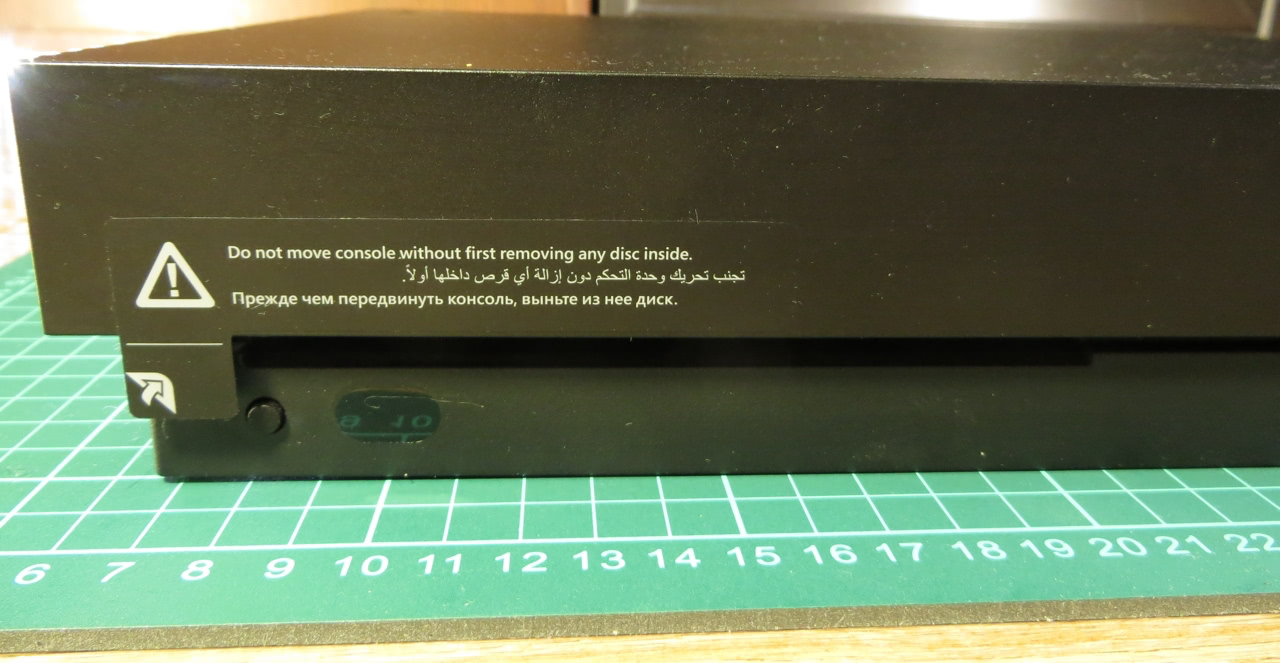 Do not move console without first removing any disc inside.
تجنب تحريك وحدة التحكم دون إزالة أي قرص داخلها أولاً.
Прежде чем передвинуть консоль, выньте из нее диск.
9 10
6 7 8 9 10 11 12 13 14 15 16 17 18 19 20 21 22